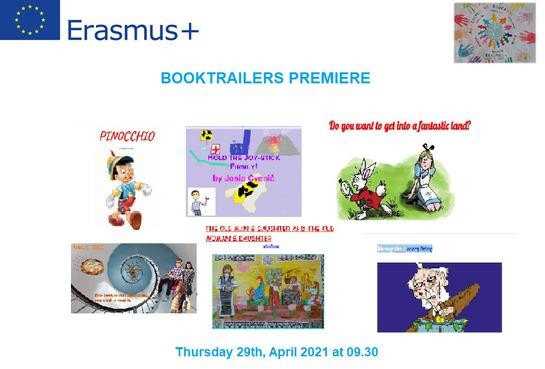 Erasmus+
BOOKTRAILERS PREMIERE
PINOCCHIO
HOLD THE JOY-STICK
FIRMLY!
by Josip Cvenić
Do you want to get into a fantastic land?
THE OLD MAN'S DAUGHTER AND THE OLD
WOMAN'S DAUGHTER
Thursday 29th, April 2021 at 09.30